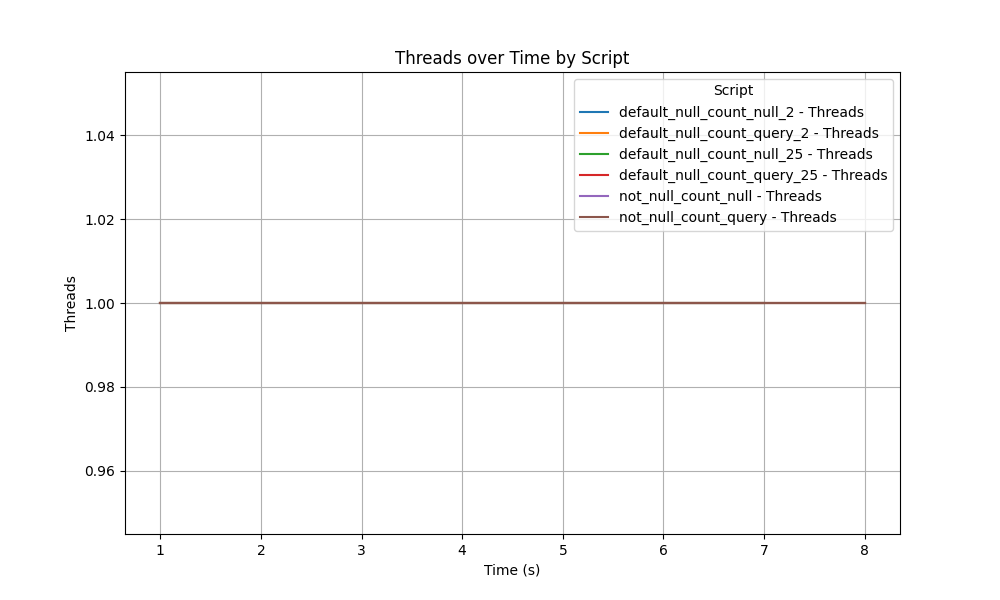 Threads over Time by Script
Script
default_null_count_null_2 - Threads
default_null_count_query_2 - Threads
default_null_count_null_25 - Threads
default_null_count_query_25 - Threads
not_null_count_null - Threads
not_null_count_query - Threads
1.04
1.02
1.00
0.98
0.96
Threads
1 2 3 4 5 6 7 8
Time (s)